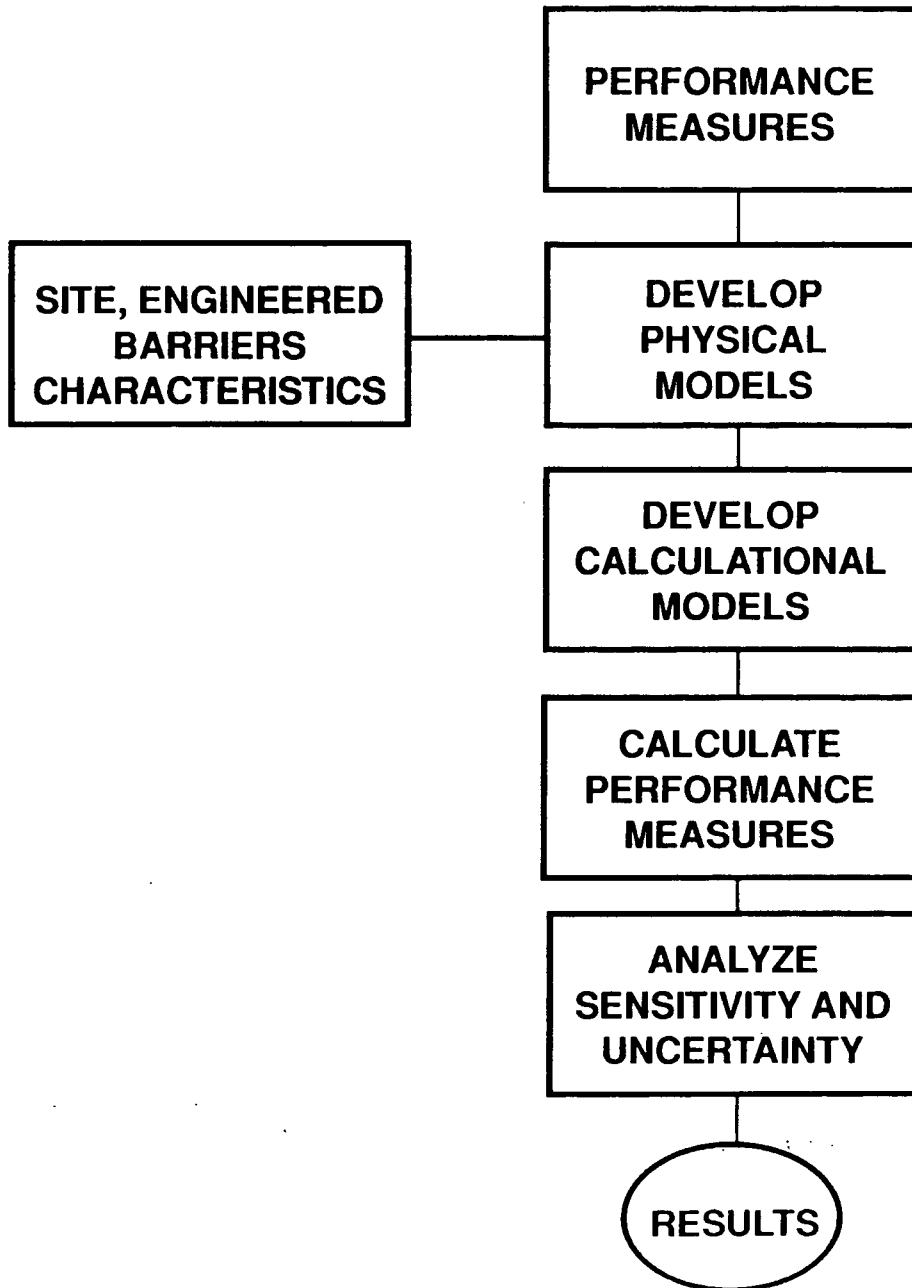 PERFORMANCE
MEASURES
SITE, ENGINEERED
BARRIERS
CHARACTERISTICS
DEVELOP
PHYSICAL
MODELS
DEVELOP
CALCULATIONAL
MODELS
CALCULATE
PERFORMANCE
MEASURES
ANALYZE
SENSITIVITY AND
UNCERTAINTY
RESULTS